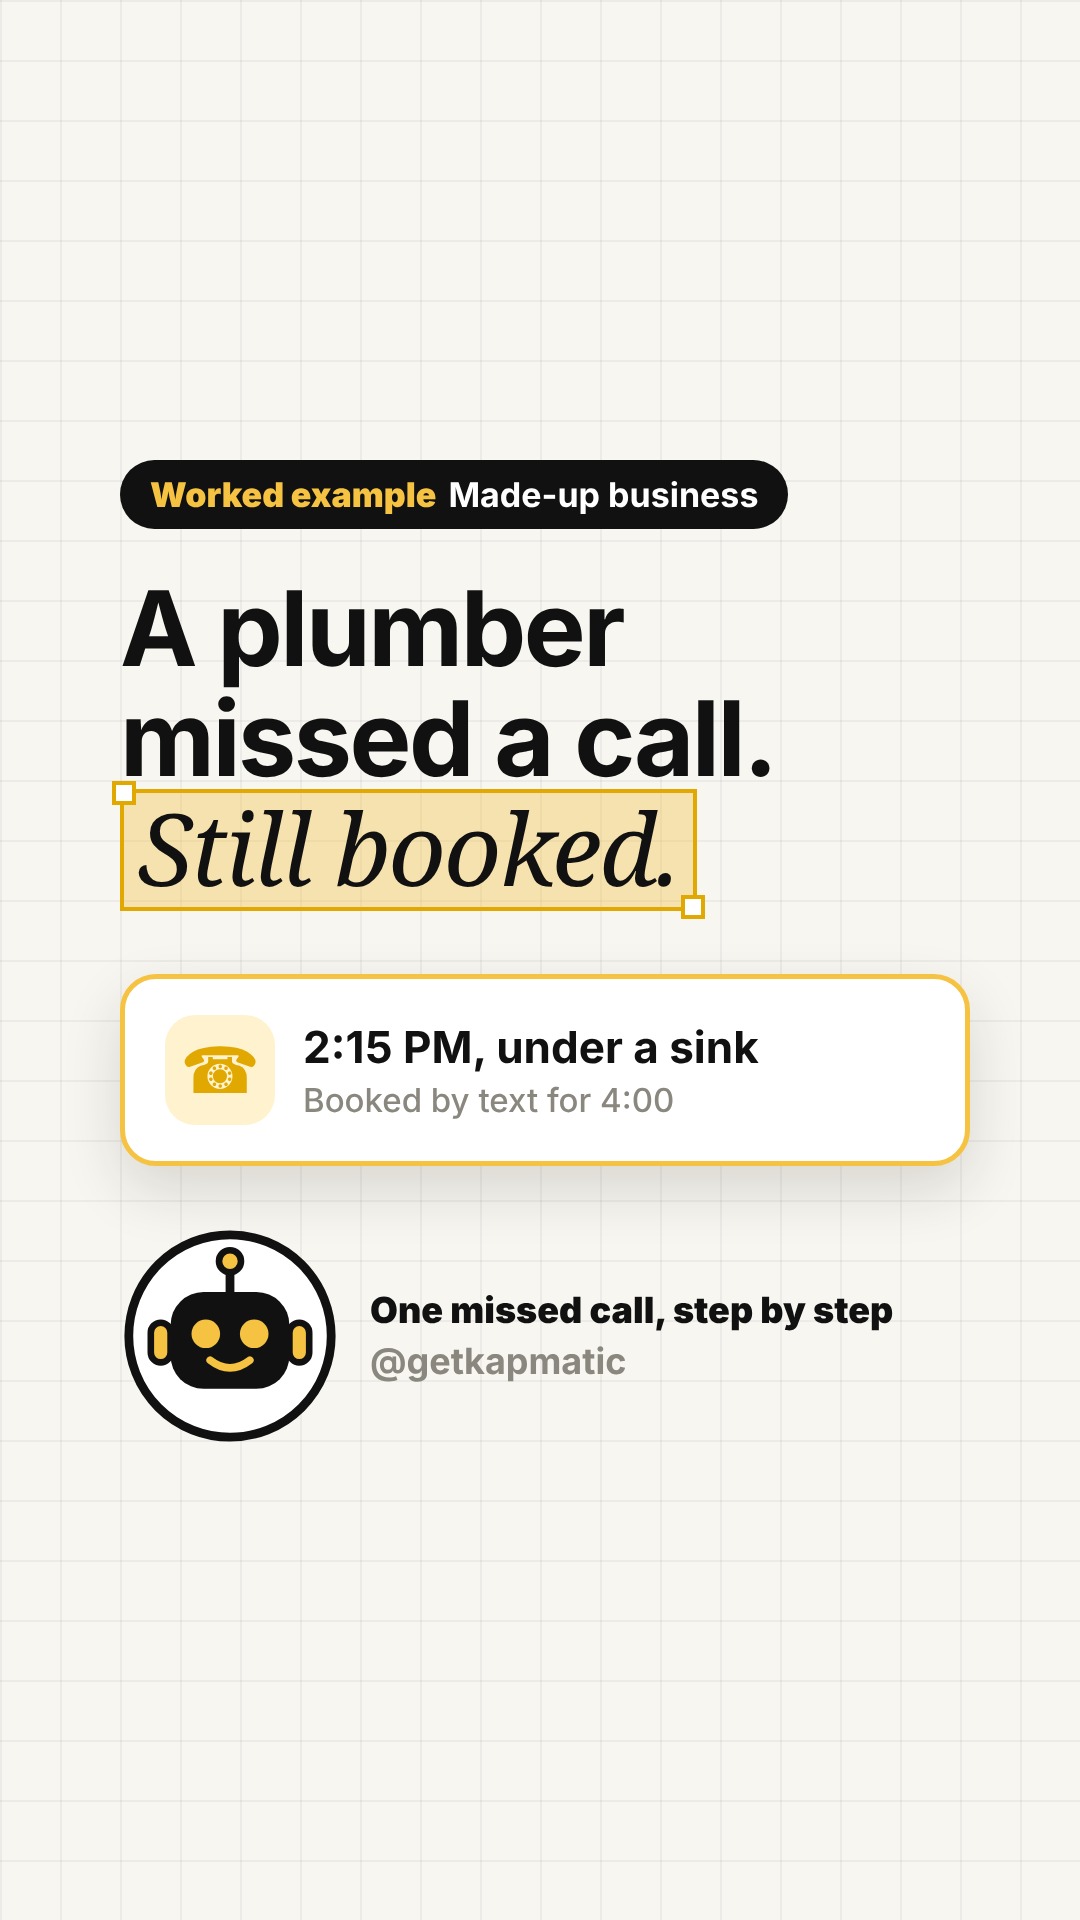 Worked example Made-up business
A plumber
missed a call.
Still booked.
2:15 PM, under a sink
Booked by text for 4:00
One missed call, step by step
@getkapmatic